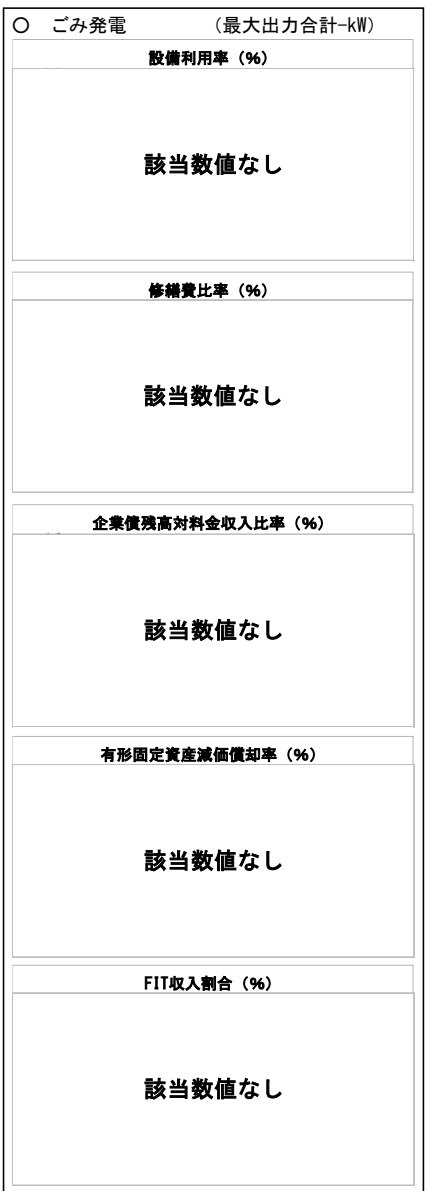 ○ ごみ発電 (最大出力合計-kW)
設備利用率（%）
該当数値なし
修繕費比率（%）
該当数値なし
企業債残高対料金収入比率（%）
該当数値なし
有形固定資産減価償却率（%）
該当数値なし
FIT収入割合（%）
該当数値なし